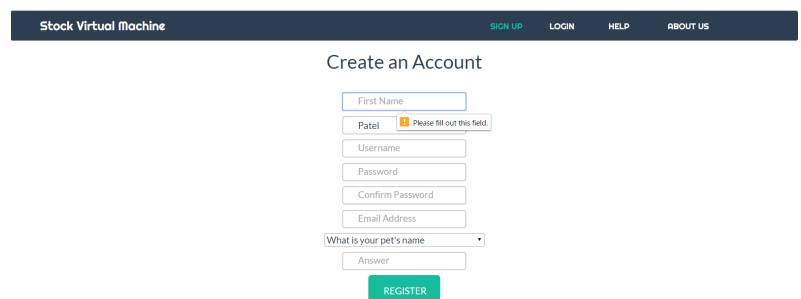 Stock Virtual Machine SIGN UP LOGIN HELP ABOUT US
Create an Account
First Name
Please fill out this field.
Patel
Username
Password
Confirm Password
Email Address
What is your pet's name
Answer
REGISTER